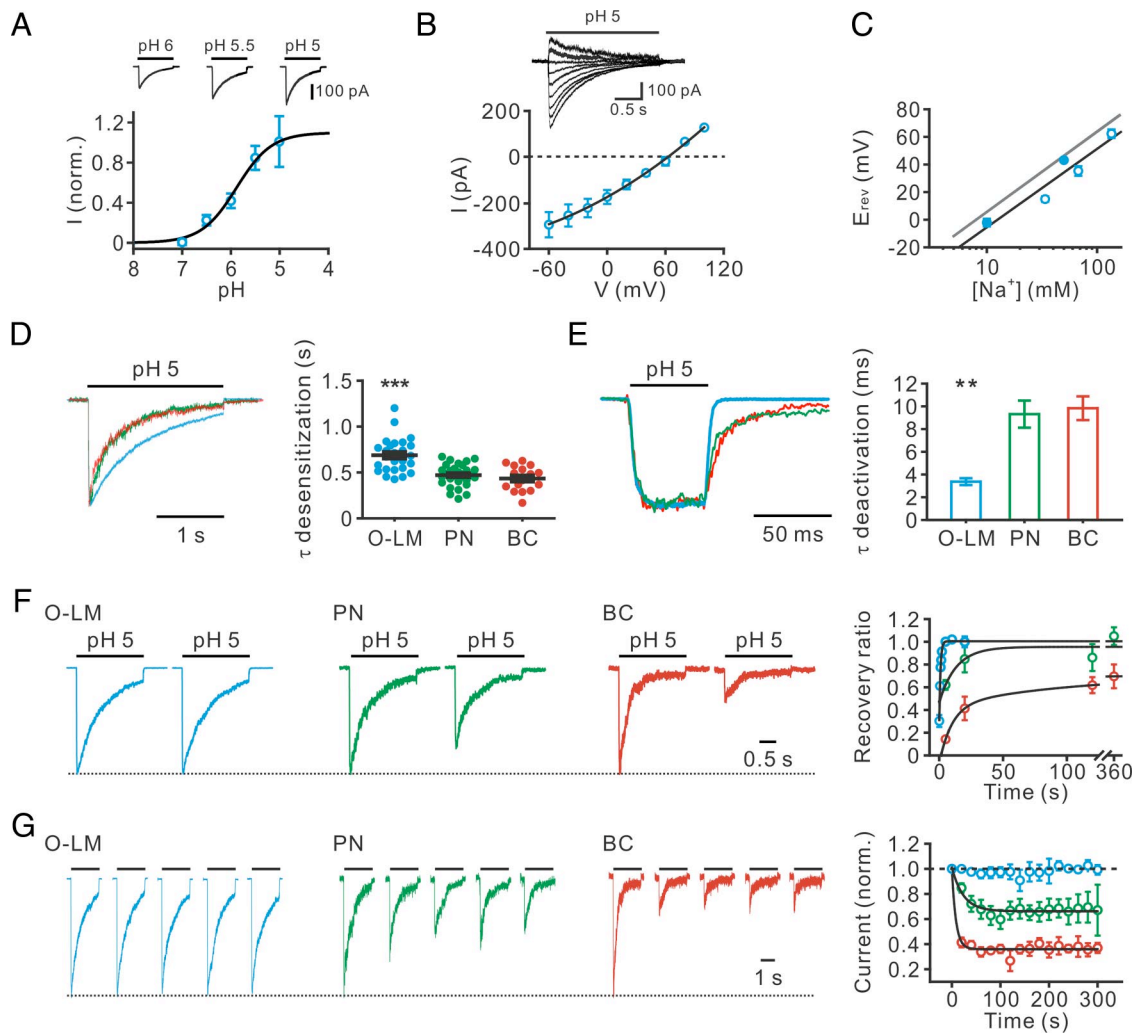 A
pH 6 pH 5.5 pH 5
100 pA
I (norm.)
1.2
0.8
0.4
0
8 7 6 5 4
pH
B
pH 5
100 pA
0.5 s
I (pA)
200
0
-200
-400
-60 0 60 120
V (mV)
C
Erev (mV)
80
60
40
20
0
-20
10 100
[Na+] (mM)
D
pH 5
1 s
τ desensitization (s)
1.5
1.0
0.5
0
***
O-LM PN BC
E
pH 5
50 ms
τ deactivation (ms)
12
10
8
6
4
2
0
**
O-LM PN BC
F
O-LM PN BC
pH 5 pH 5 pH 5 pH 5 pH 5 pH 5
0.5 s
Recovery ratio
1.0
0.8
0.6
0.4
0.2
0
0 50 100 360
Time (s)
G
O-LM PN BC
1 s
Current (norm.)
1.2
1.0
0.8
0.6
0.4
0.2
0 100 200 300
Time (s)